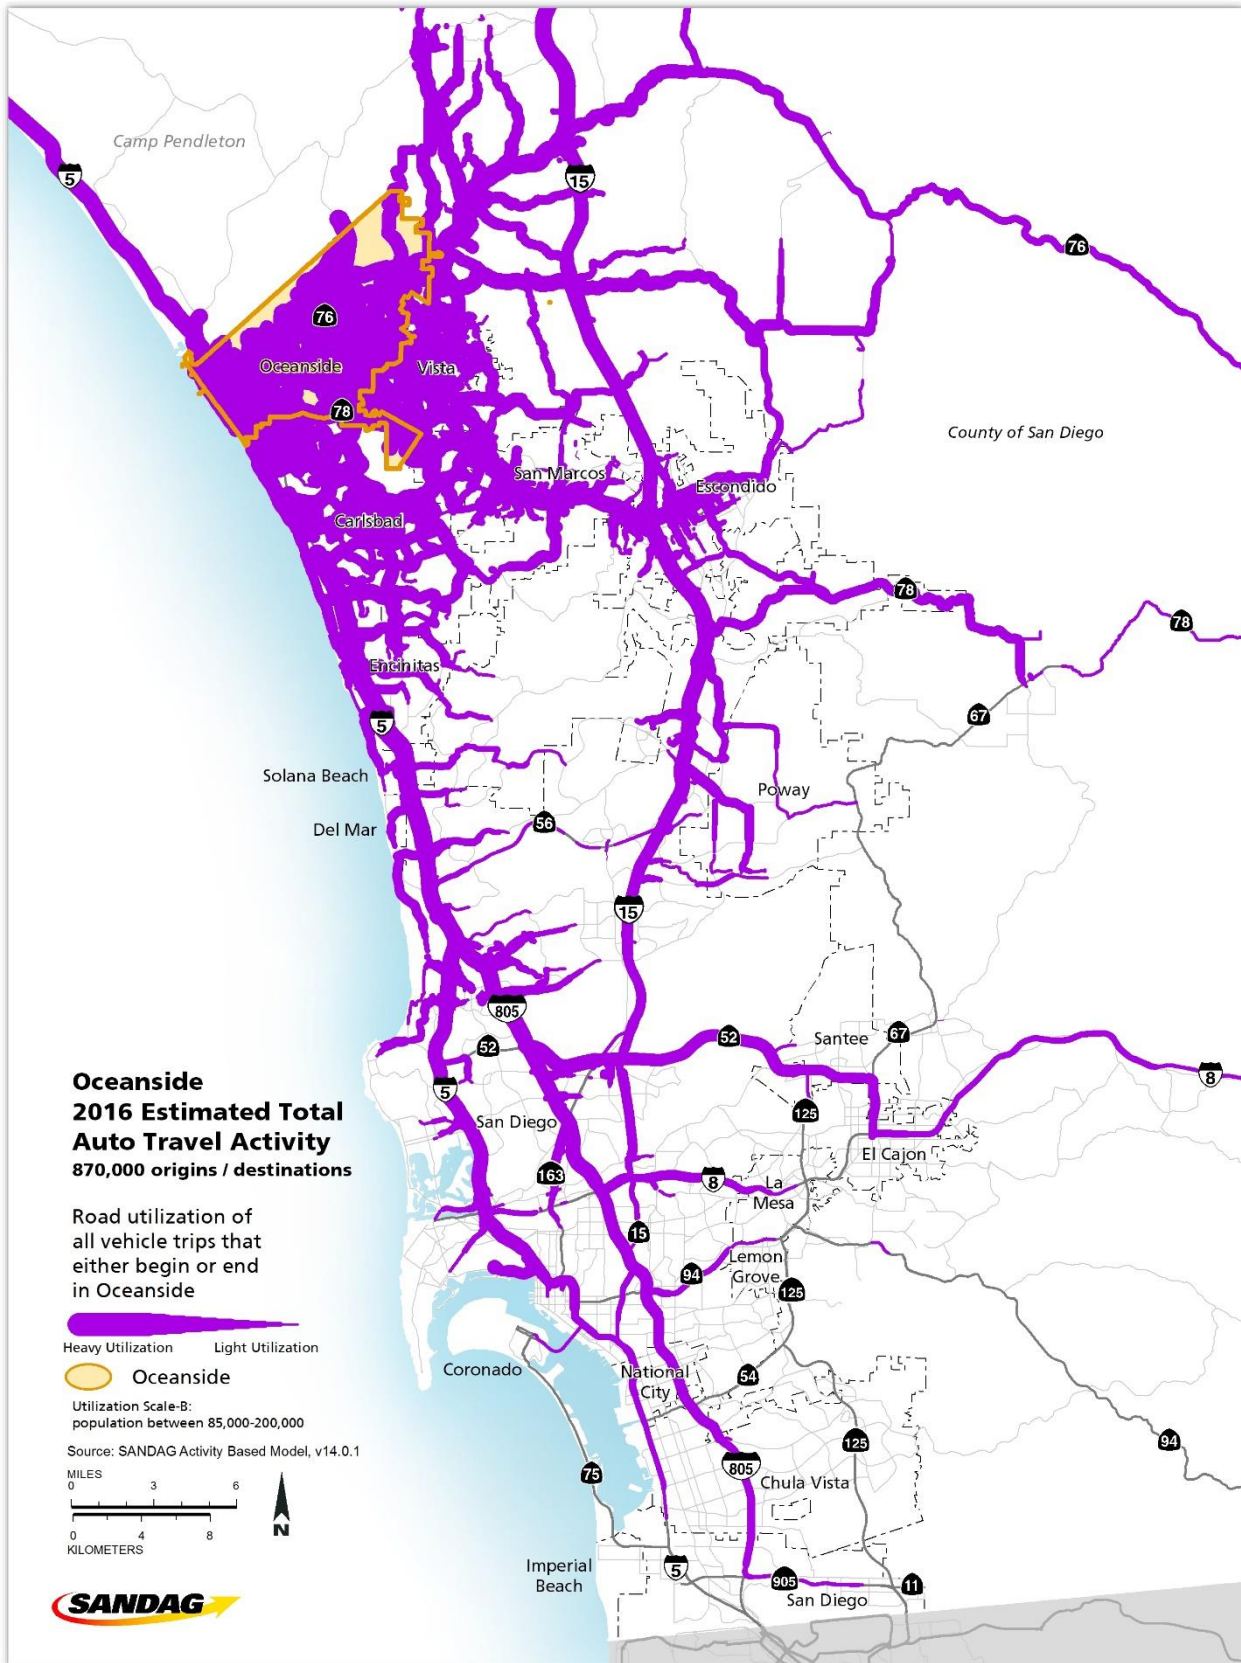 Camp Pendleton
5
15
76
76
Oceanside
Vista
78
County of San Diego
San Marcos
Escondido
Carlsbad
78
78
Encinitas
67
5
Solana Beach
Poway
Del Mar
56
15
805
52
52
Santee
67
8
5
125
San Diego
El Cajon
163
8
La
Mesa
15
94
Lemon
Grove
125
Coronado
National
City
54
125
94
75
805
Chula Vista
Imperial
Beach
5
905
11
San Diego
Oceanside
2016 Estimated Total
Auto Travel Activity
870,000 origins / destinations
Road utilization of
all vehicle trips that
either begin or end
in Oceanside
Heavy Utilization Light Utilization
Oceanside
Utilization Scale-B:
population between 85,000-200,000
Source: SANDAG Activity Based Model, v14.0.1
MILES
0 3 6
0 4 8
KILOMETERS
N
SANDAG